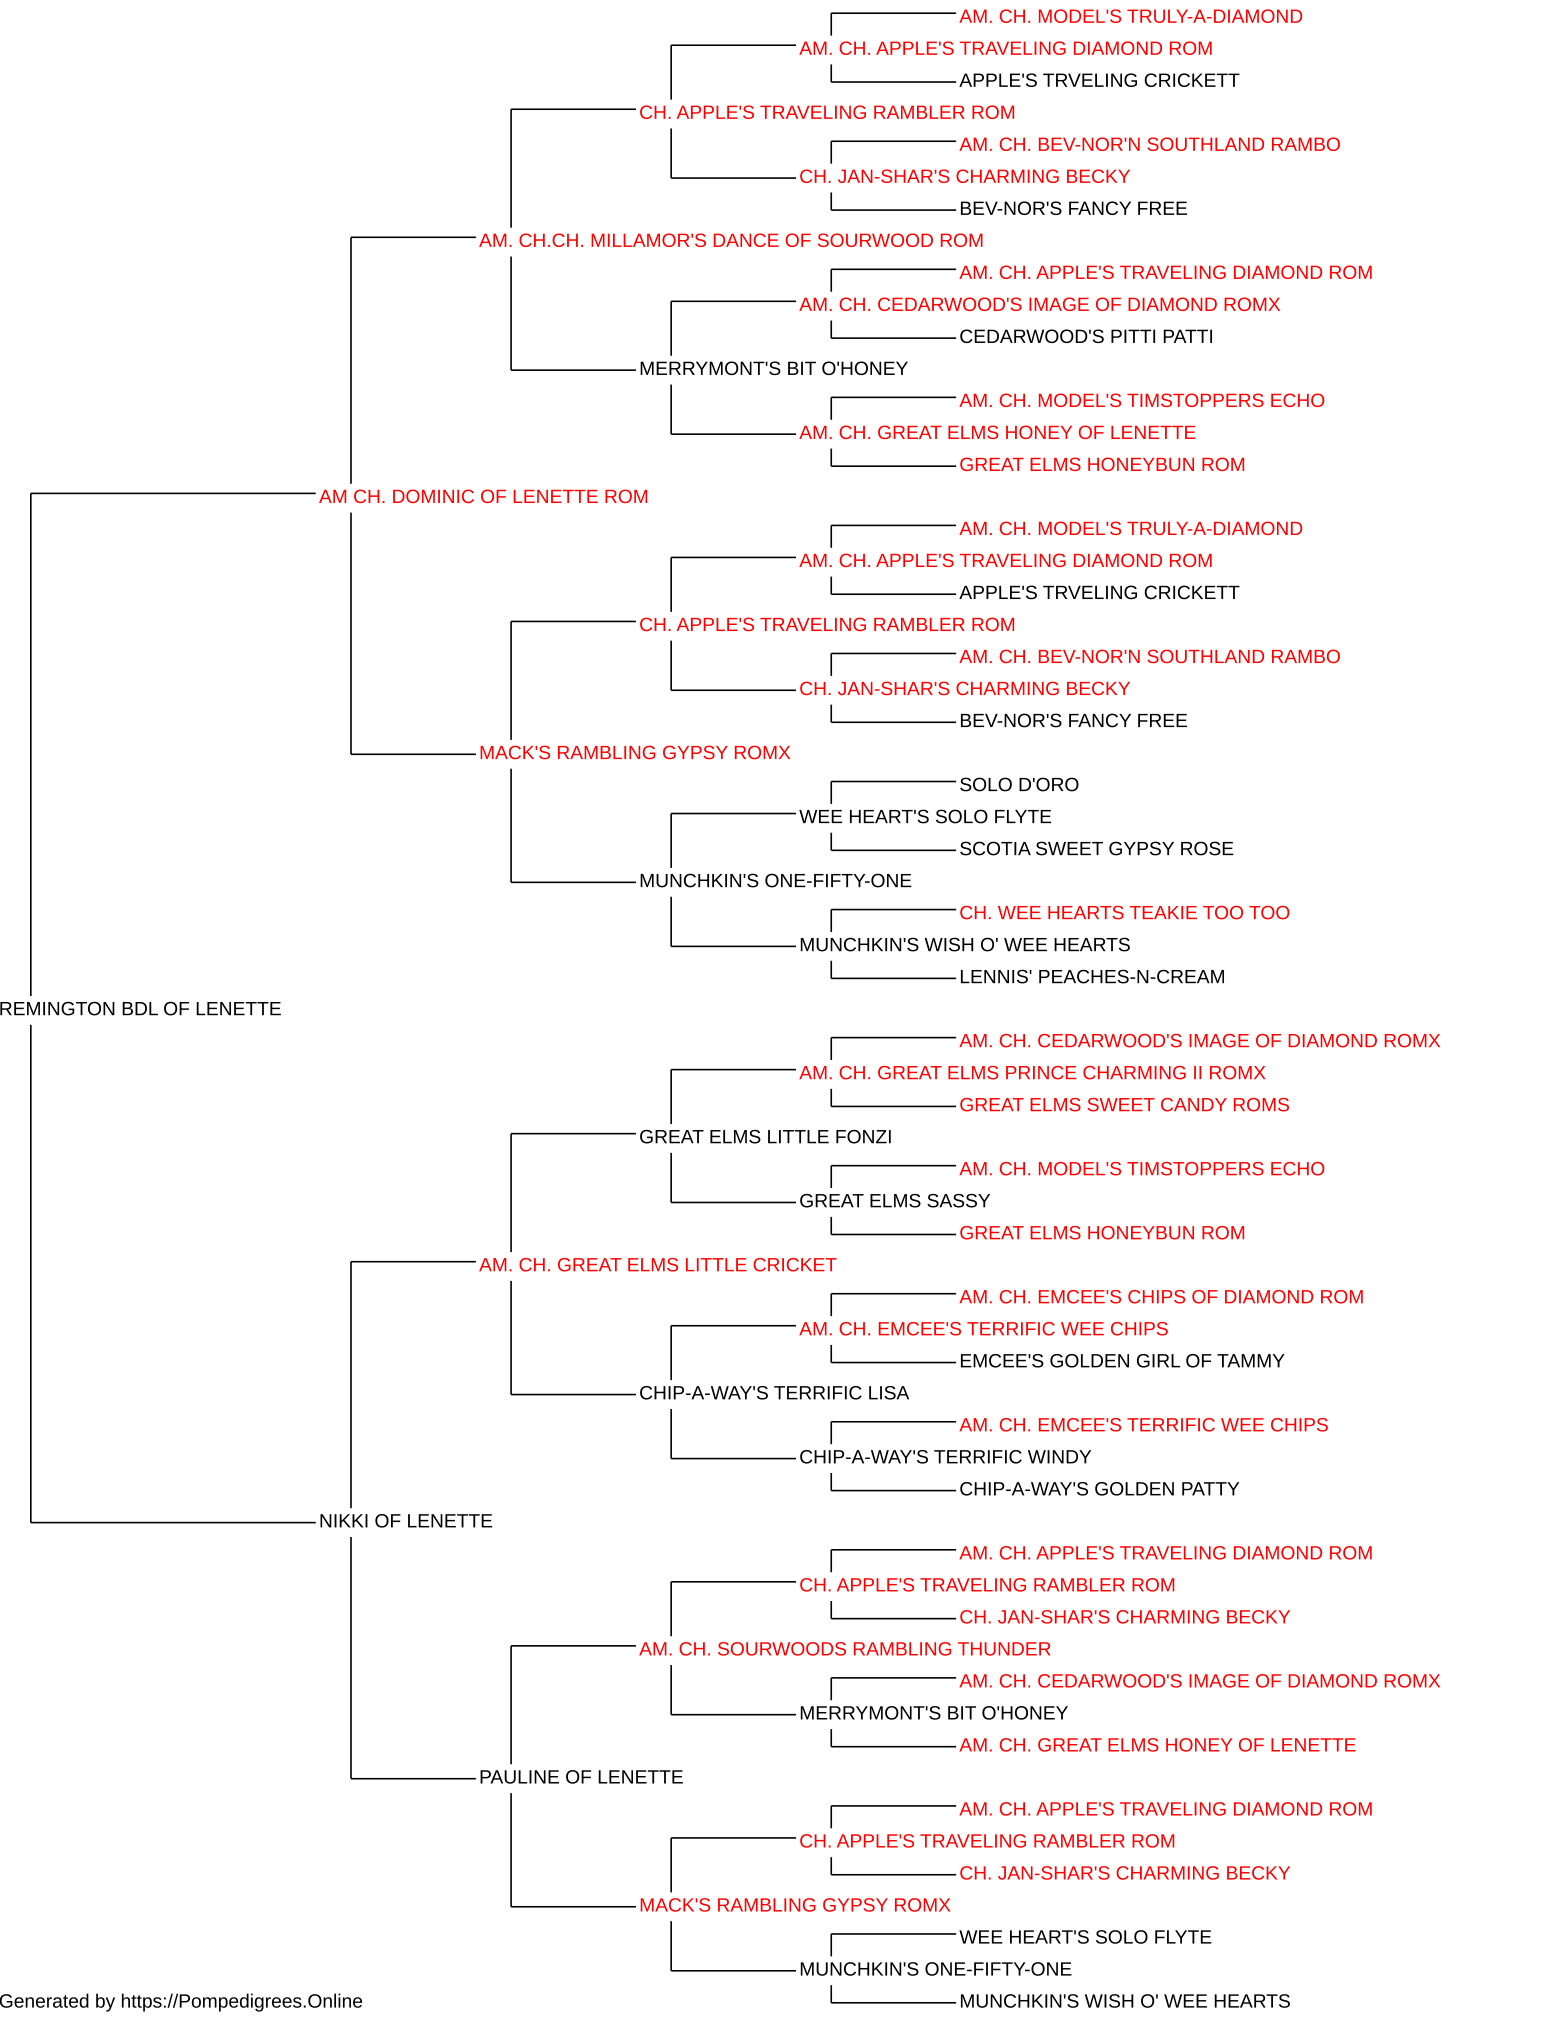 AM. CH. MODEL'S TRULY-A-DIAMOND
AM. CH. APPLE'S TRAVELING DIAMOND ROM
APPLE'S TRVELING CRICKETT
CH. APPLE'S TRAVELING RAMBLER ROM
AM. CH. BEV-NOR'N SOUTHLAND RAMBO
CH. JAN-SHAR'S CHARMING BECKY
BEV-NOR'S FANCY FREE
AM. CH.CH. MILLAMOR'S DANCE OF SOURWOOD ROM
AM. CH. APPLE'S TRAVELING DIAMOND ROM
AM. CH. CEDARWOOD'S IMAGE OF DIAMOND ROMX
CEDARWOOD'S PITTI PATTI
MERRYMONT'S BIT O'HONEY
AM. CH. MODEL'S TIMSTOPPERS ECHO
AM. CH. GREAT ELMS HONEY OF LENETTE
GREAT ELMS HONEYBUN ROM
AM CH. DOMINIC OF LENETTE ROM
AM. CH. MODEL'S TRULY-A-DIAMOND
AM. CH. APPLE'S TRAVELING DIAMOND ROM
APPLE'S TRVELING CRICKETT
CH. APPLE'S TRAVELING RAMBLER ROM
AM. CH. BEV-NOR'N SOUTHLAND RAMBO
CH. JAN-SHAR'S CHARMING BECKY
BEV-NOR'S FANCY FREE
MACK'S RAMBLING GYPSY ROMX
SOLO D'ORO
WEE HEART'S SOLO FLYTE
SCOTIA SWEET GYPSY ROSE
MUNCHKIN'S ONE-FIFTY-ONE
CH. WEE HEARTS TEAKIE TOO TOO
MUNCHKIN'S WISH O' WEE HEARTS
LENNIS' PEACHES-N-CREAM
REMINGTON BDL OF LENETTE
AM. CH. CEDARWOOD'S IMAGE OF DIAMOND ROMX
AM. CH. GREAT ELMS PRINCE CHARMING II ROMX
GREAT ELMS SWEET CANDY ROMS
GREAT ELMS LITTLE FONZI
AM. CH. MODEL'S TIMSTOPPERS ECHO
GREAT ELMS SASSY
GREAT ELMS HONEYBUN ROM
AM. CH. GREAT ELMS LITTLE CRICKET
AM. CH. EMCEE'S CHIPS OF DIAMOND ROM
AM. CH. EMCEE'S TERRIFIC WEE CHIPS
EMCEE'S GOLDEN GIRL OF TAMMY
CHIP-A-WAY'S TERRIFIC LISA
AM. CH. EMCEE'S TERRIFIC WEE CHIPS
CHIP-A-WAY'S TERRIFIC WINDY
CHIP-A-WAY'S GOLDEN PATTY
NIKKI OF LENETTE
AM. CH. APPLE'S TRAVELING DIAMOND ROM
CH. APPLE'S TRAVELING RAMBLER ROM
CH. JAN-SHAR'S CHARMING BECKY
AM. CH. SOURWOODS RAMBLING THUNDER
AM. CH. CEDARWOOD'S IMAGE OF DIAMOND ROMX
MERRYMONT'S BIT O'HONEY
AM. CH. GREAT ELMS HONEY OF LENETTE
PAULINE OF LENETTE
AM. CH. APPLE'S TRAVELING DIAMOND ROM
CH. APPLE'S TRAVELING RAMBLER ROM
CH. JAN-SHAR'S CHARMING BECKY
MACK'S RAMBLING GYPSY ROMX
WEE HEART'S SOLO FLYTE
MUNCHKIN'S ONE-FIFTY-ONE
MUNCHKIN'S WISH O' WEE HEARTS
Generated by https://Pompedigrees.Online